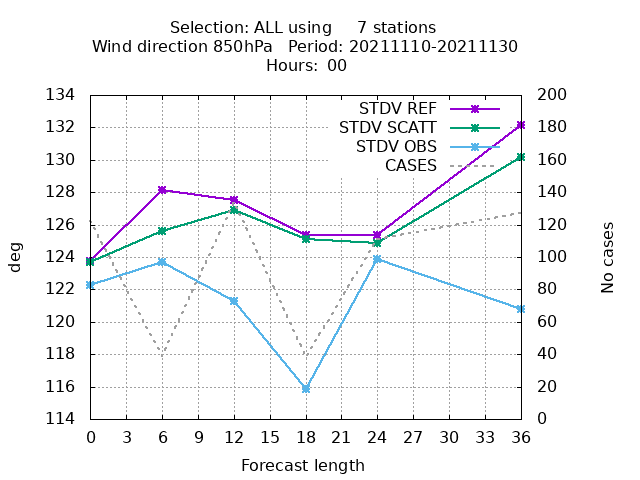 Selection: ALL using 7 stations
Wind direction 850hPa Period: 20211110-20211130
Hours: 00
134 200
132 180
130 160
128 140
126 120
124 100
122 80
120 60
118 40
116 20
114 0
STDV REF
STDV SCATT
STDV OBS
CASES
deg
No cases
0 3 6 9 12 15 18 21 24 27 30 33 36
Forecast length